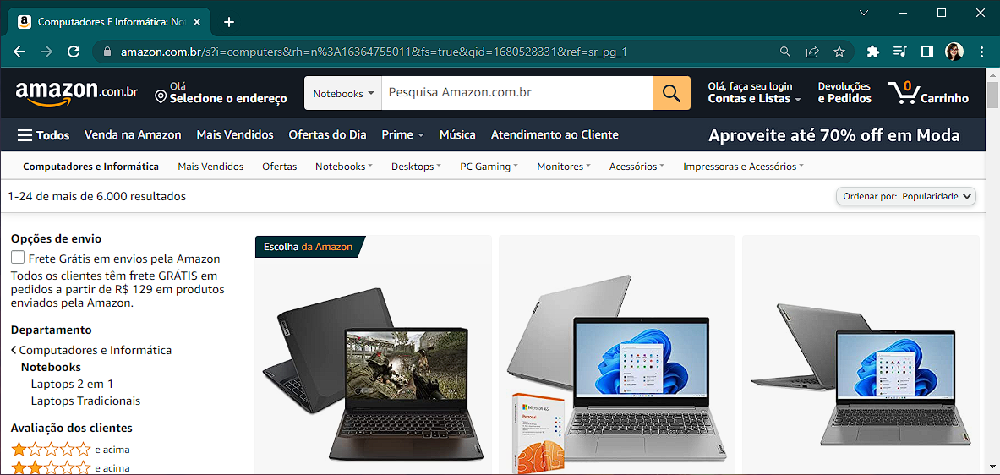 Computadores E Informática: No
amazon.com.br/s?i=computers&rh=n%3A16364755011&fs=true&qid=1680528331&ref=sr_pg_1
amazon.com.br
Olá
Selecione o endereço
Notebooks
Pesquisa Amazon.com.br
Olá, faça seu login
Contas e Listas
Devoluções
e Pedidos
0
Carrinho
Todos
Venda na Amazon
Mais Vendidos
Ofertas do Dia
Prime
Música
Atendimento ao Cliente
Aproveite até 70% off em Moda
Computadores e Informática
Mais Vendidos
Ofertas
Notebooks
Desktops
PC Gaming
Monitores
Acessórios
Impressoras e Acessórios
1-24 de mais de 6.000 resultados
Ordenar por: Popularidade
Opções de envio
Frete Grátis em envios pela Amazon
Todos os clientes têm frete GRÁTIS em
pedidos a partir de R$ 129 em produtos
enviados pela Amazon.
Departamento
Computadores e Informática
Notebooks
Laptops 2 em 1
Laptops Tradicionais
Avaliação dos clientes
e acima
e acima
Escolha da Amazon
Microsoft 365
Personal
365